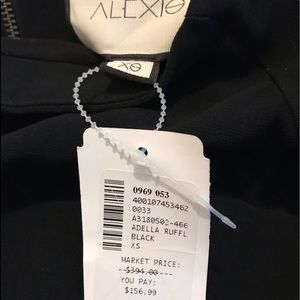 ALEXIS
XS
0969 053
400107453462
0033
A3180502-466
ADELLA RUFFL
BLACK
XS
MARKET PRICE:
$394.00
YOU PAY:
$156.99